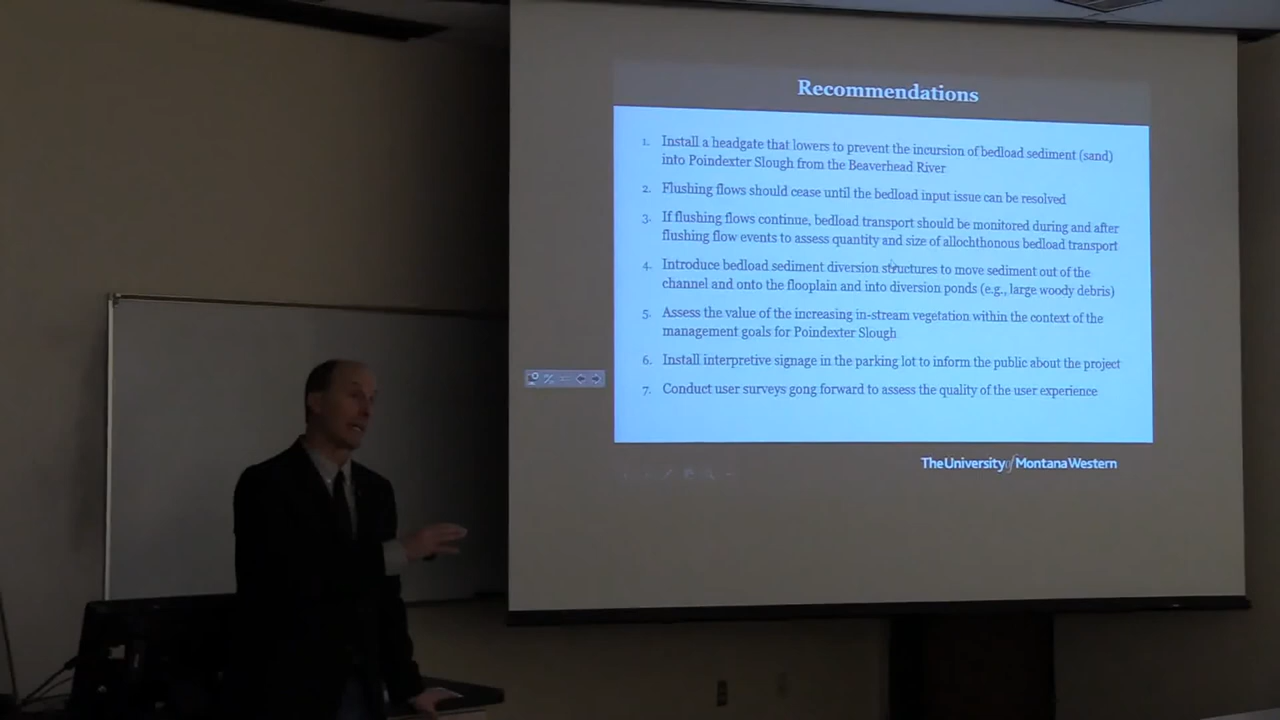 Recommendations
1. Install a headgate that lowers to prevent the incursion of bedload sediment (sand)
into Poindexter Slough from the Beaverhead River
2. Flushing flows should cease until the bedload input issue can be resolved
3. If flushing flows continue, bedload transport should be monitored during and after
flushing flow events to assess quantity and size of allochthonous bedload transport
4. Introduce bedload sediment diversion structures to move sediment out of the
channel and onto the flooplain and into diversion ponds (e.g., large woody debris)
5. Assess the value of the increasing in-stream vegetation within the context of the
management goals for Poindexter Slough
6. Install interpretive signage in the parking lot to inform the public about the project
7. Conduct user surveys gong forward to assess the quality of the user experience
The University of Montana Western